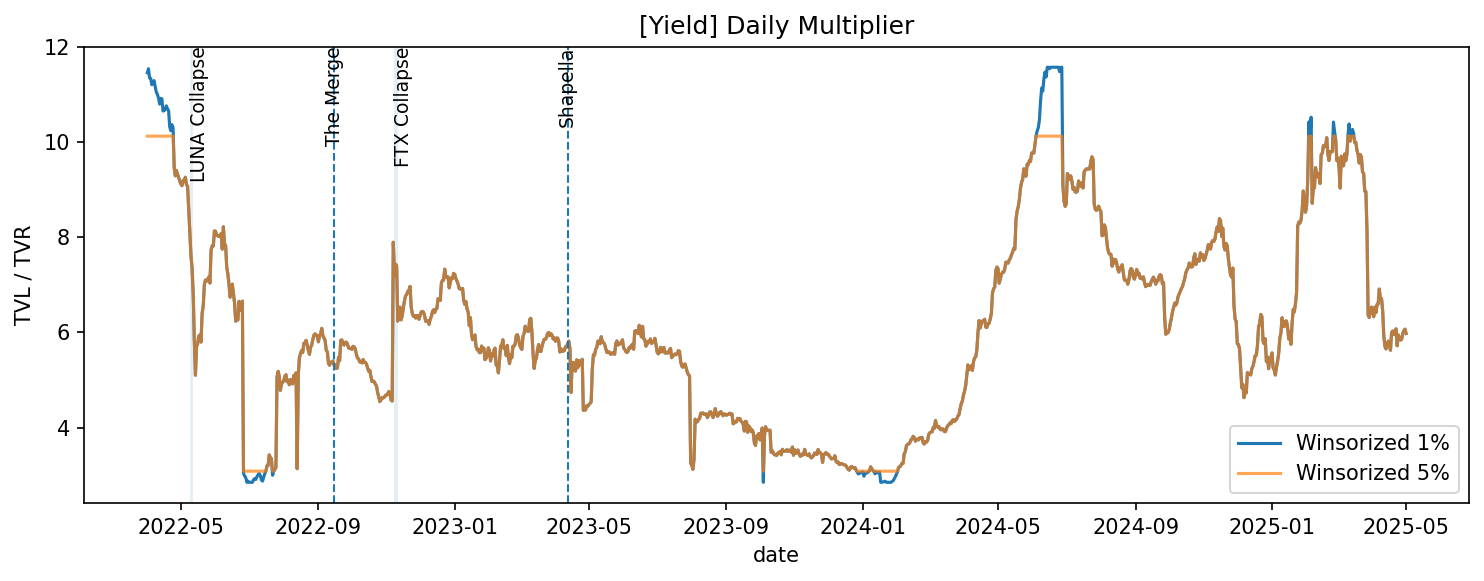 [Yield] Daily Multiplier
TVL / TVR
12
10
8
6
4
LUNA Collapse
The Merge
FTX Collapse
Shapella
Winsorized 1%
Winsorized 5%
2022-05
2022-09
2023-01
2023-05
2023-09
2024-01
2024-05
2024-09
2025-01
2025-05
date